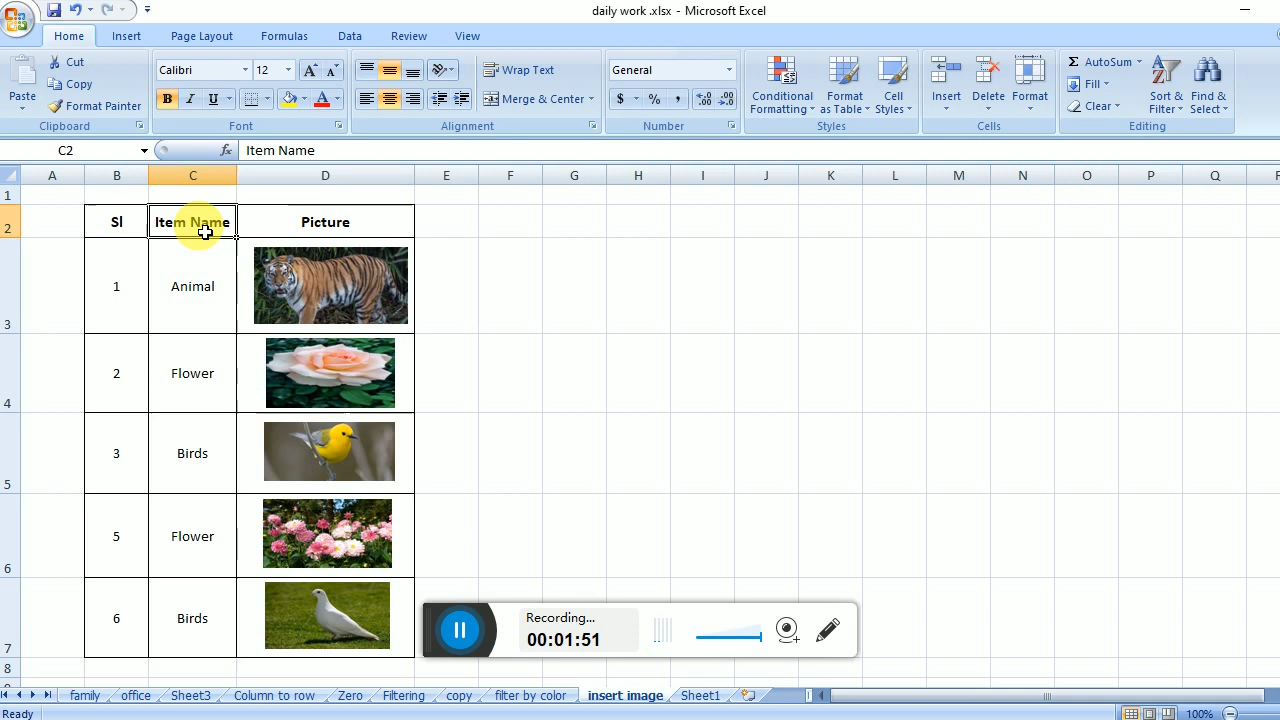 daily work .xlsx - Microsoft Excel
Home Insert Page Layout Formulas Data Review View
Paste Cut Copy Format Painter Clipboard
Calibri 12 B I U A Font
Wrap Text Merge & Center Alignment
General $ % , Number
Conditional Formatting Format as Table Cell Styles Styles
Insert Delete Format Cells
Σ AutoSum Fill Clear Sort & Filter Find & Select Editing
C2 fx Item Name
A B C D E F G H I J K L M N O P Q
1
2 Sl Item Name Picture
3 1 Animal
4 2 Flower
5 3 Birds
6 5 Flower
7 6 Birds
8
Recording...
00:01:51
family office Sheet3 Column to row Zero Filtering copy filter by color insert image Sheet1
Ready 100%